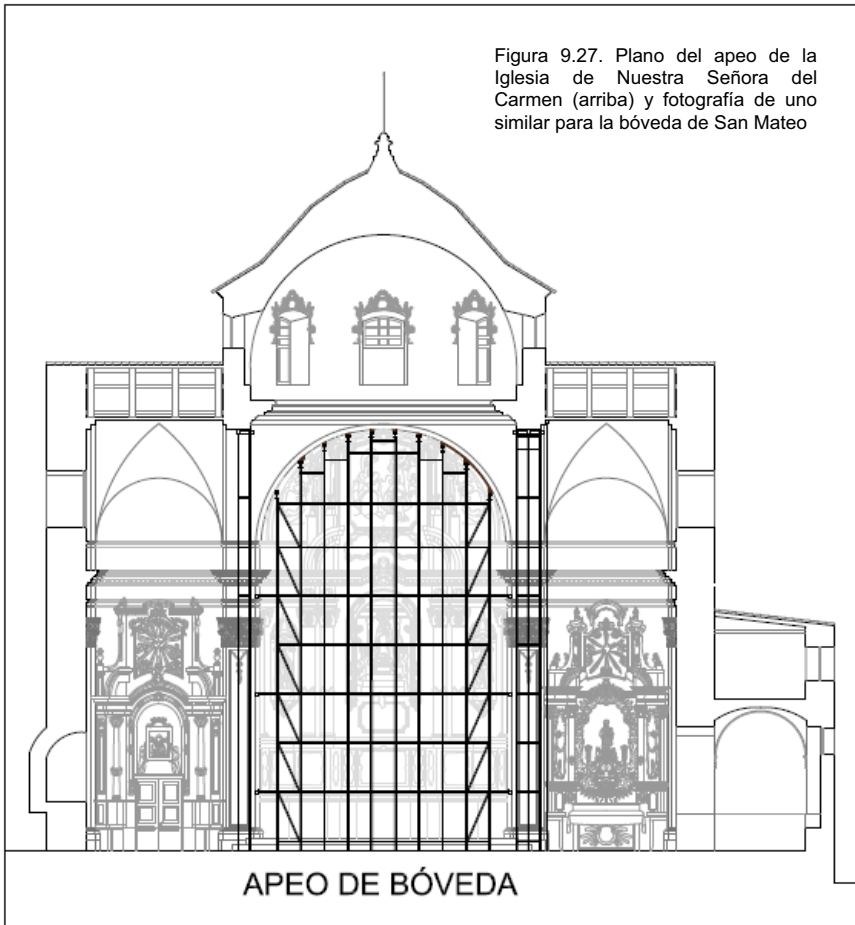 Figura 9.27. Plano del apeo de la
Iglesia de Nuestra Señora del
Carmen (arriba) y fotografía de uno
similar para la bóveda de San Mateo
APEO DE BÓVEDA